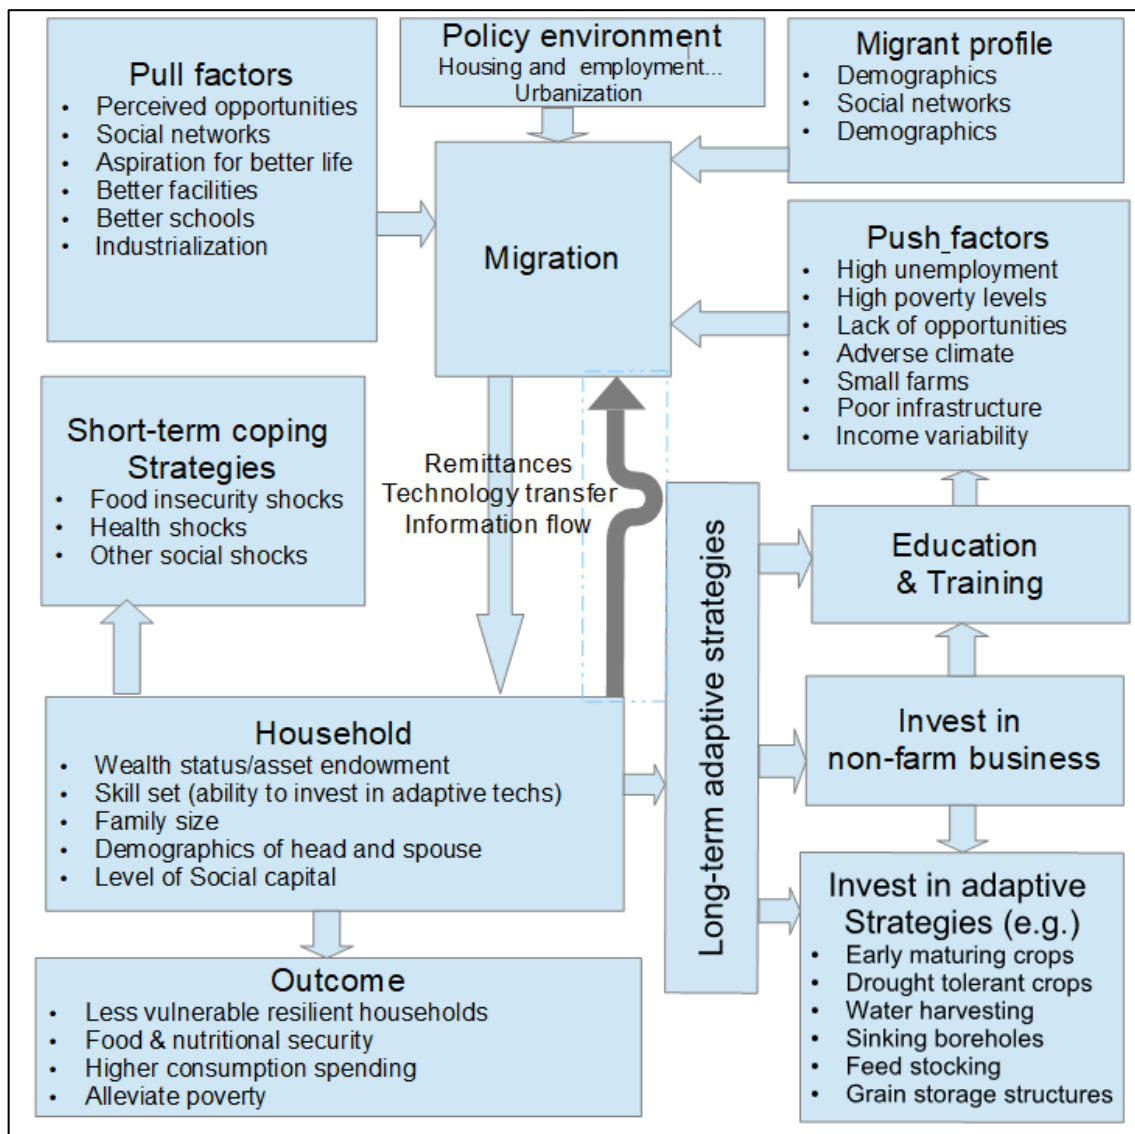 Pull factors
• Perceived opportunities
• Social networks
• Aspiration for better life
• Better facilities
• Better schools
• Industrialization
Policy environment
Housing and employment...
Urbanization
Migrant profile
• Demographics
• Social networks
• Demographics
Migration
Push factors
• High unemployment
• High poverty levels
• Lack of opportunities
• Adverse climate
• Small farms
• Poor infrastructure
• Income variability
Short-term coping
Strategies
• Food insecurity shocks
• Health shocks
• Other social shocks
Remittances
Technology transfer
Information flow
Long-term adaptive strategies
Education
& Training
Household
• Wealth status/asset endowment
• Skill set (ability to invest in adaptive techs)
• Family size
• Demographics of head and spouse
• Level of Social capital
Invest in
non-farm business
Outcome
• Less vulnerable resilient households
• Food & nutritional security
• Higher consumption spending
• Alleviate poverty
Invest in adaptive
Strategies (e.g.)
• Early maturing crops
• Drought tolerant crops
• Water harvesting
• Sinking boreholes
• Feed stocking
• Grain storage structures